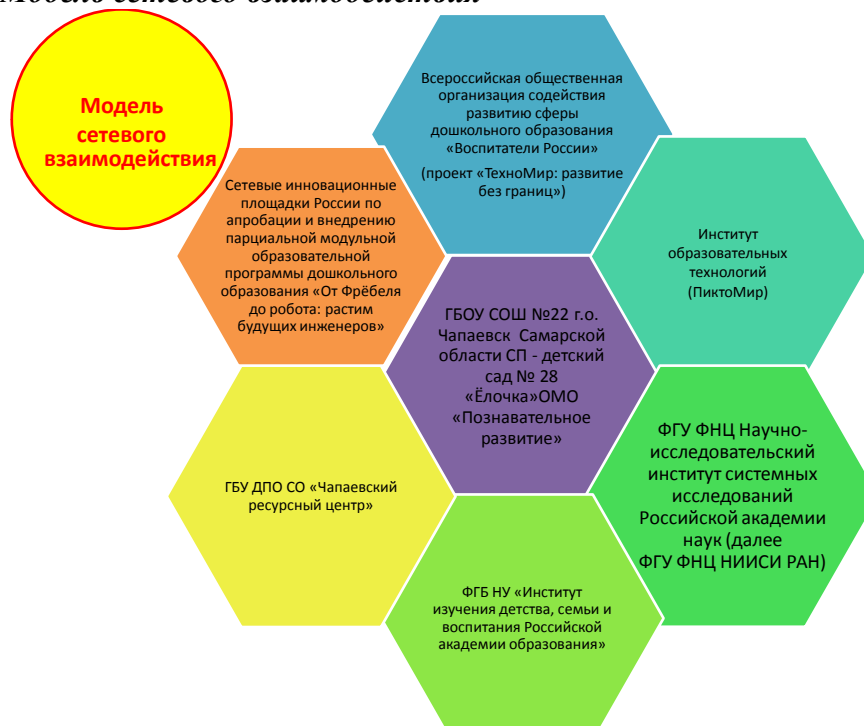 Модель сетевого взаимодействия
Модель
сетевого
взаимодействия
Всероссийская общественная
организация содействия
развитию сферы
дошкольного образования
«Воспитатели России»
(проект «ТехноМир: развитие
без границ»)
Сетевые инновационные
площадки России по
апробации и внедрению
парциальной модульной
образовательной
программы дошкольного
образования «От Фрёбеля
до робота: растим
будущих инженеров»
Институт
образовательных
технологий
(ПиктоМир)
ГБОУ СОШ №22 г.о.
Чапаевск Самарской
области СП - детский
сад № 28
«Ёлочка»ОМО
«Познавательное
развитие»
ФГУ ФНЦ Научно-
исследовательский
институт системных
исследований
Российской академии
наук (далее
ФГУ ФНЦ НИИСИ РАН)
ГБУ ДПО СО «Чапаевский
ресурсный центр»
ФГБ НУ «Институт
изучения детства, семьи и
воспитания Российской
академии образования»